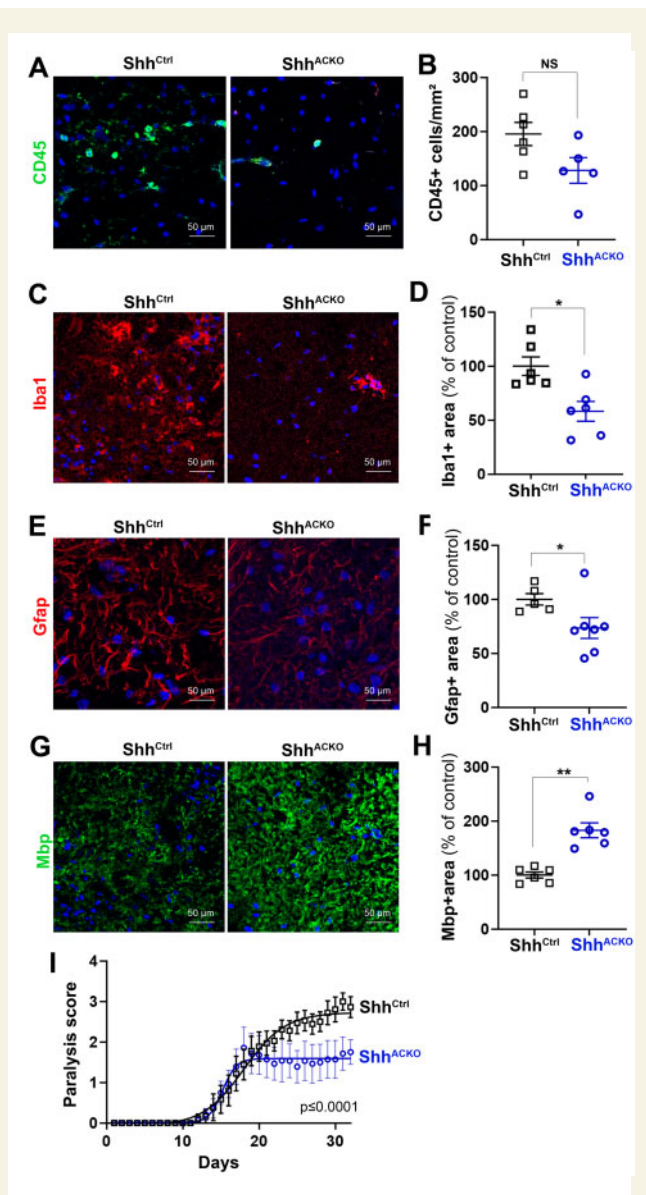 A
Shh^Ctrl
Shh^ACKO
CD45
50 µm
50 µm
B
NS
CD45+ cells/mm²
300
200
100
0
Shh^Ctrl
Shh^ACKO
C
Shh^Ctrl
Shh^ACKO
Iba1
50 µm
50 µm
D
*
Iba1+ area (% of control)
150
100
50
0
Shh^Ctrl
Shh^ACKO
E
Shh^Ctrl
Shh^ACKO
Gfap
50 µm
50 µm
F
*
Gfap+ area (% of control)
150
100
50
0
Shh^Ctrl
Shh^ACKO
G
Shh^Ctrl
Shh^ACKO
Mbp
50 µm
50 µm
H
**
Mbp+area (% of control)
300
200
100
0
Shh^Ctrl
Shh^ACKO
I
Paralysis score
4
3
2
1
0
Shh^Ctrl
Shh^ACKO
p≤0.0001
0
10
20
30
Days